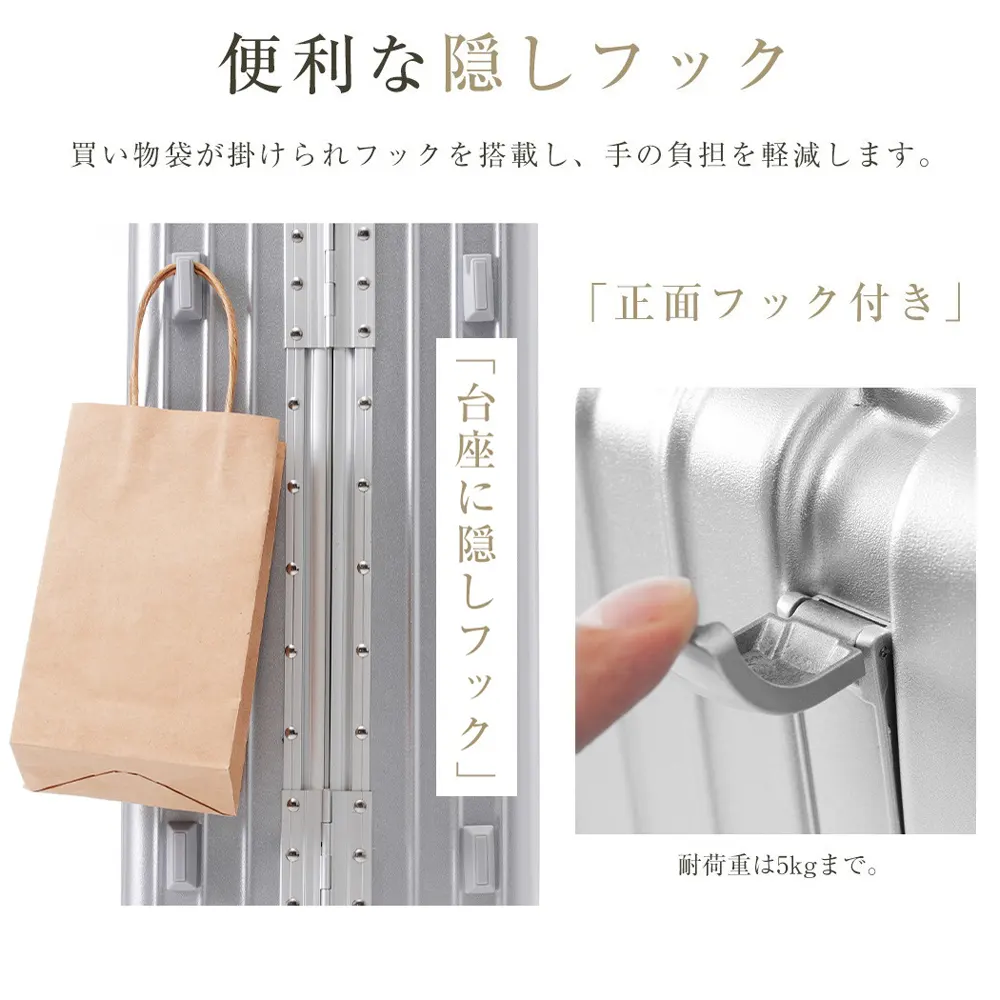 便利な隠しフック
買い物袋が掛けられフックを搭載し、手の負担を軽減します。
「正面フック付き」
「台座に隠しフック」
耐荷重は5kgまで。